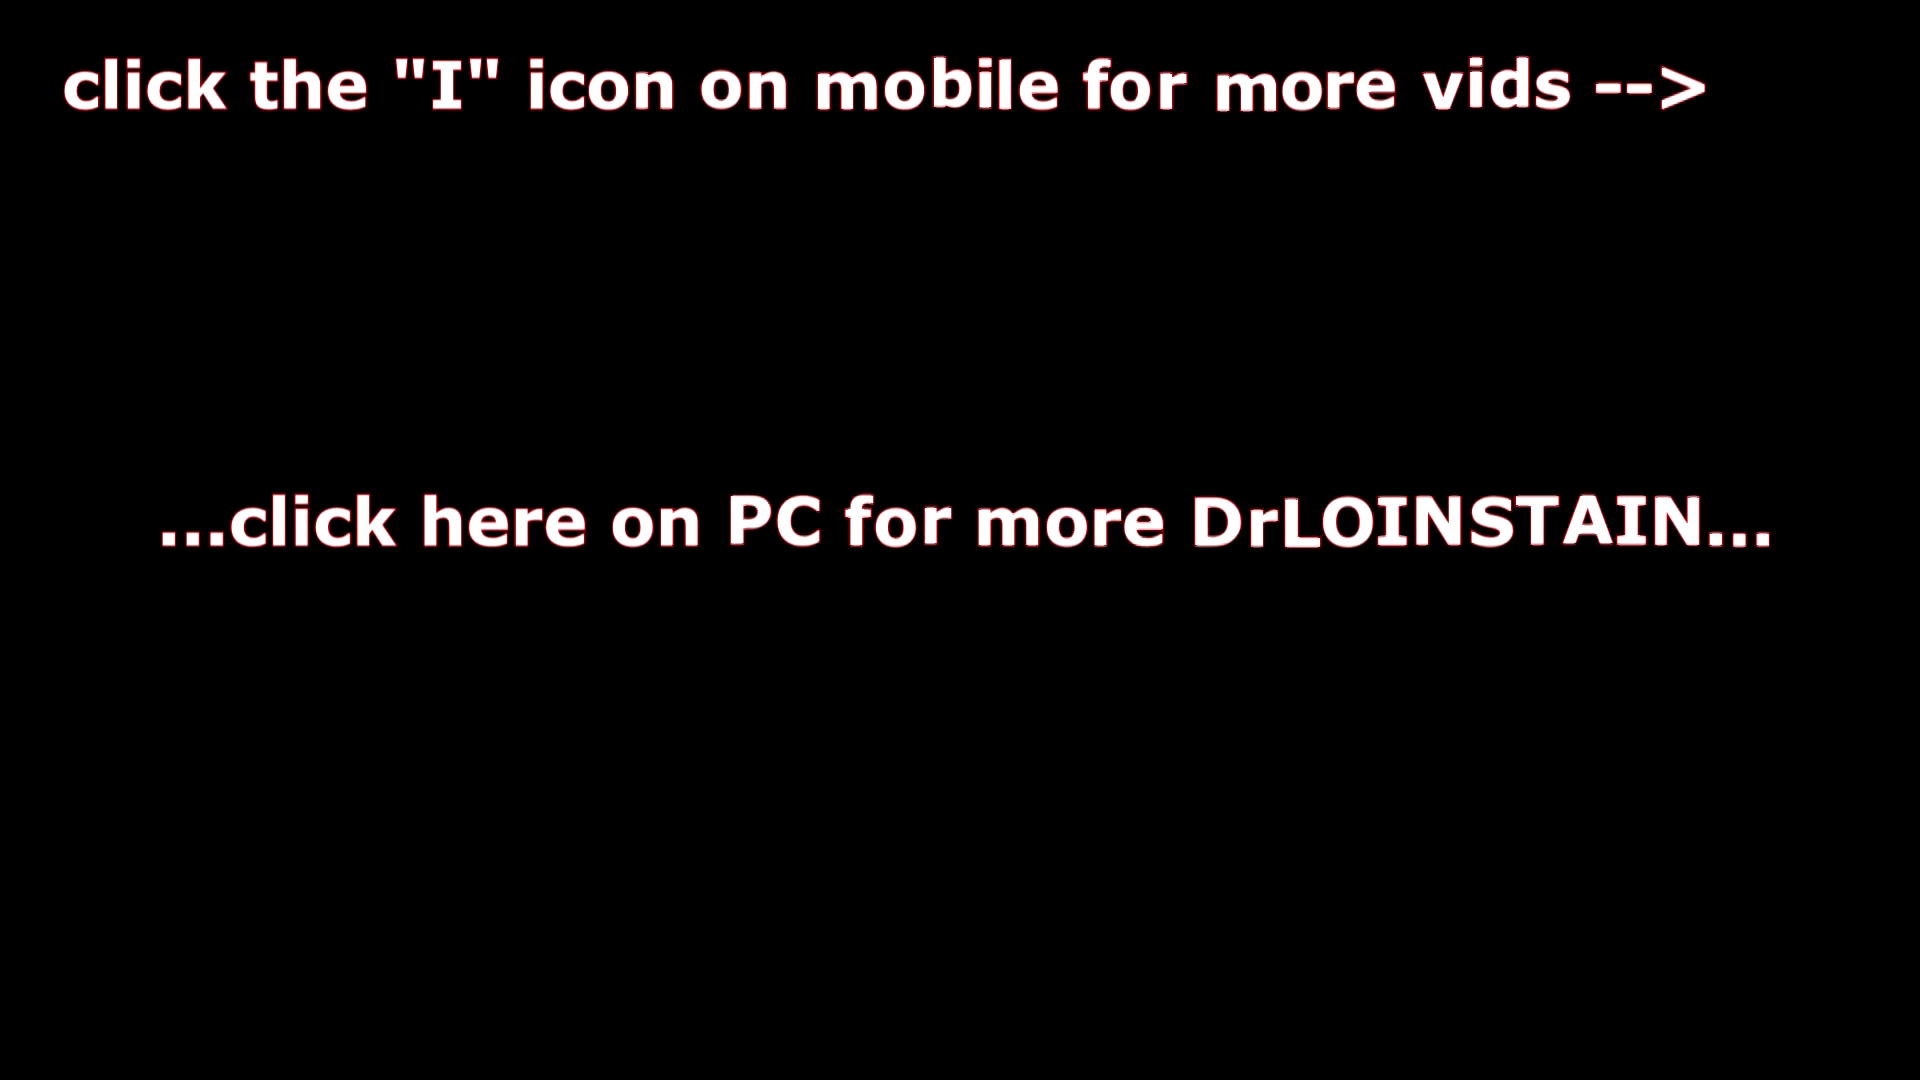 click the "I" icon on mobile for more vids -->
...click here on PC for more DrLOINSTAIN...